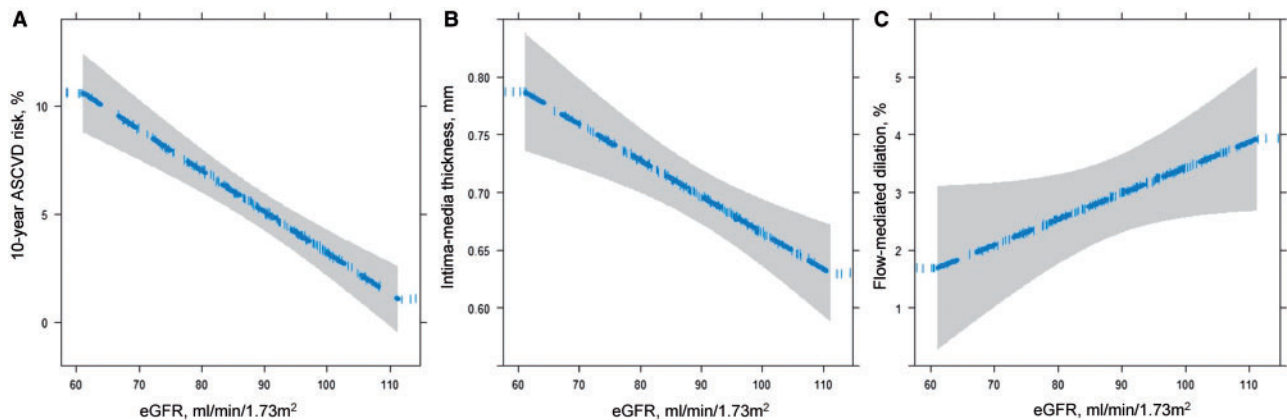 A
10-year ASCVD risk, %
10
5
0
60 70 80 90 100 110
eGFR, ml/min/1.73m²
B
Intima-media thickness, mm
0.80
0.75
0.70
0.65
0.60
60 70 80 90 100 110
eGFR, ml/min/1.73m²
C
Flow-mediated dilation, %
5
4
3
2
1
60 70 80 90 100 110
eGFR, ml/min/1.73m²